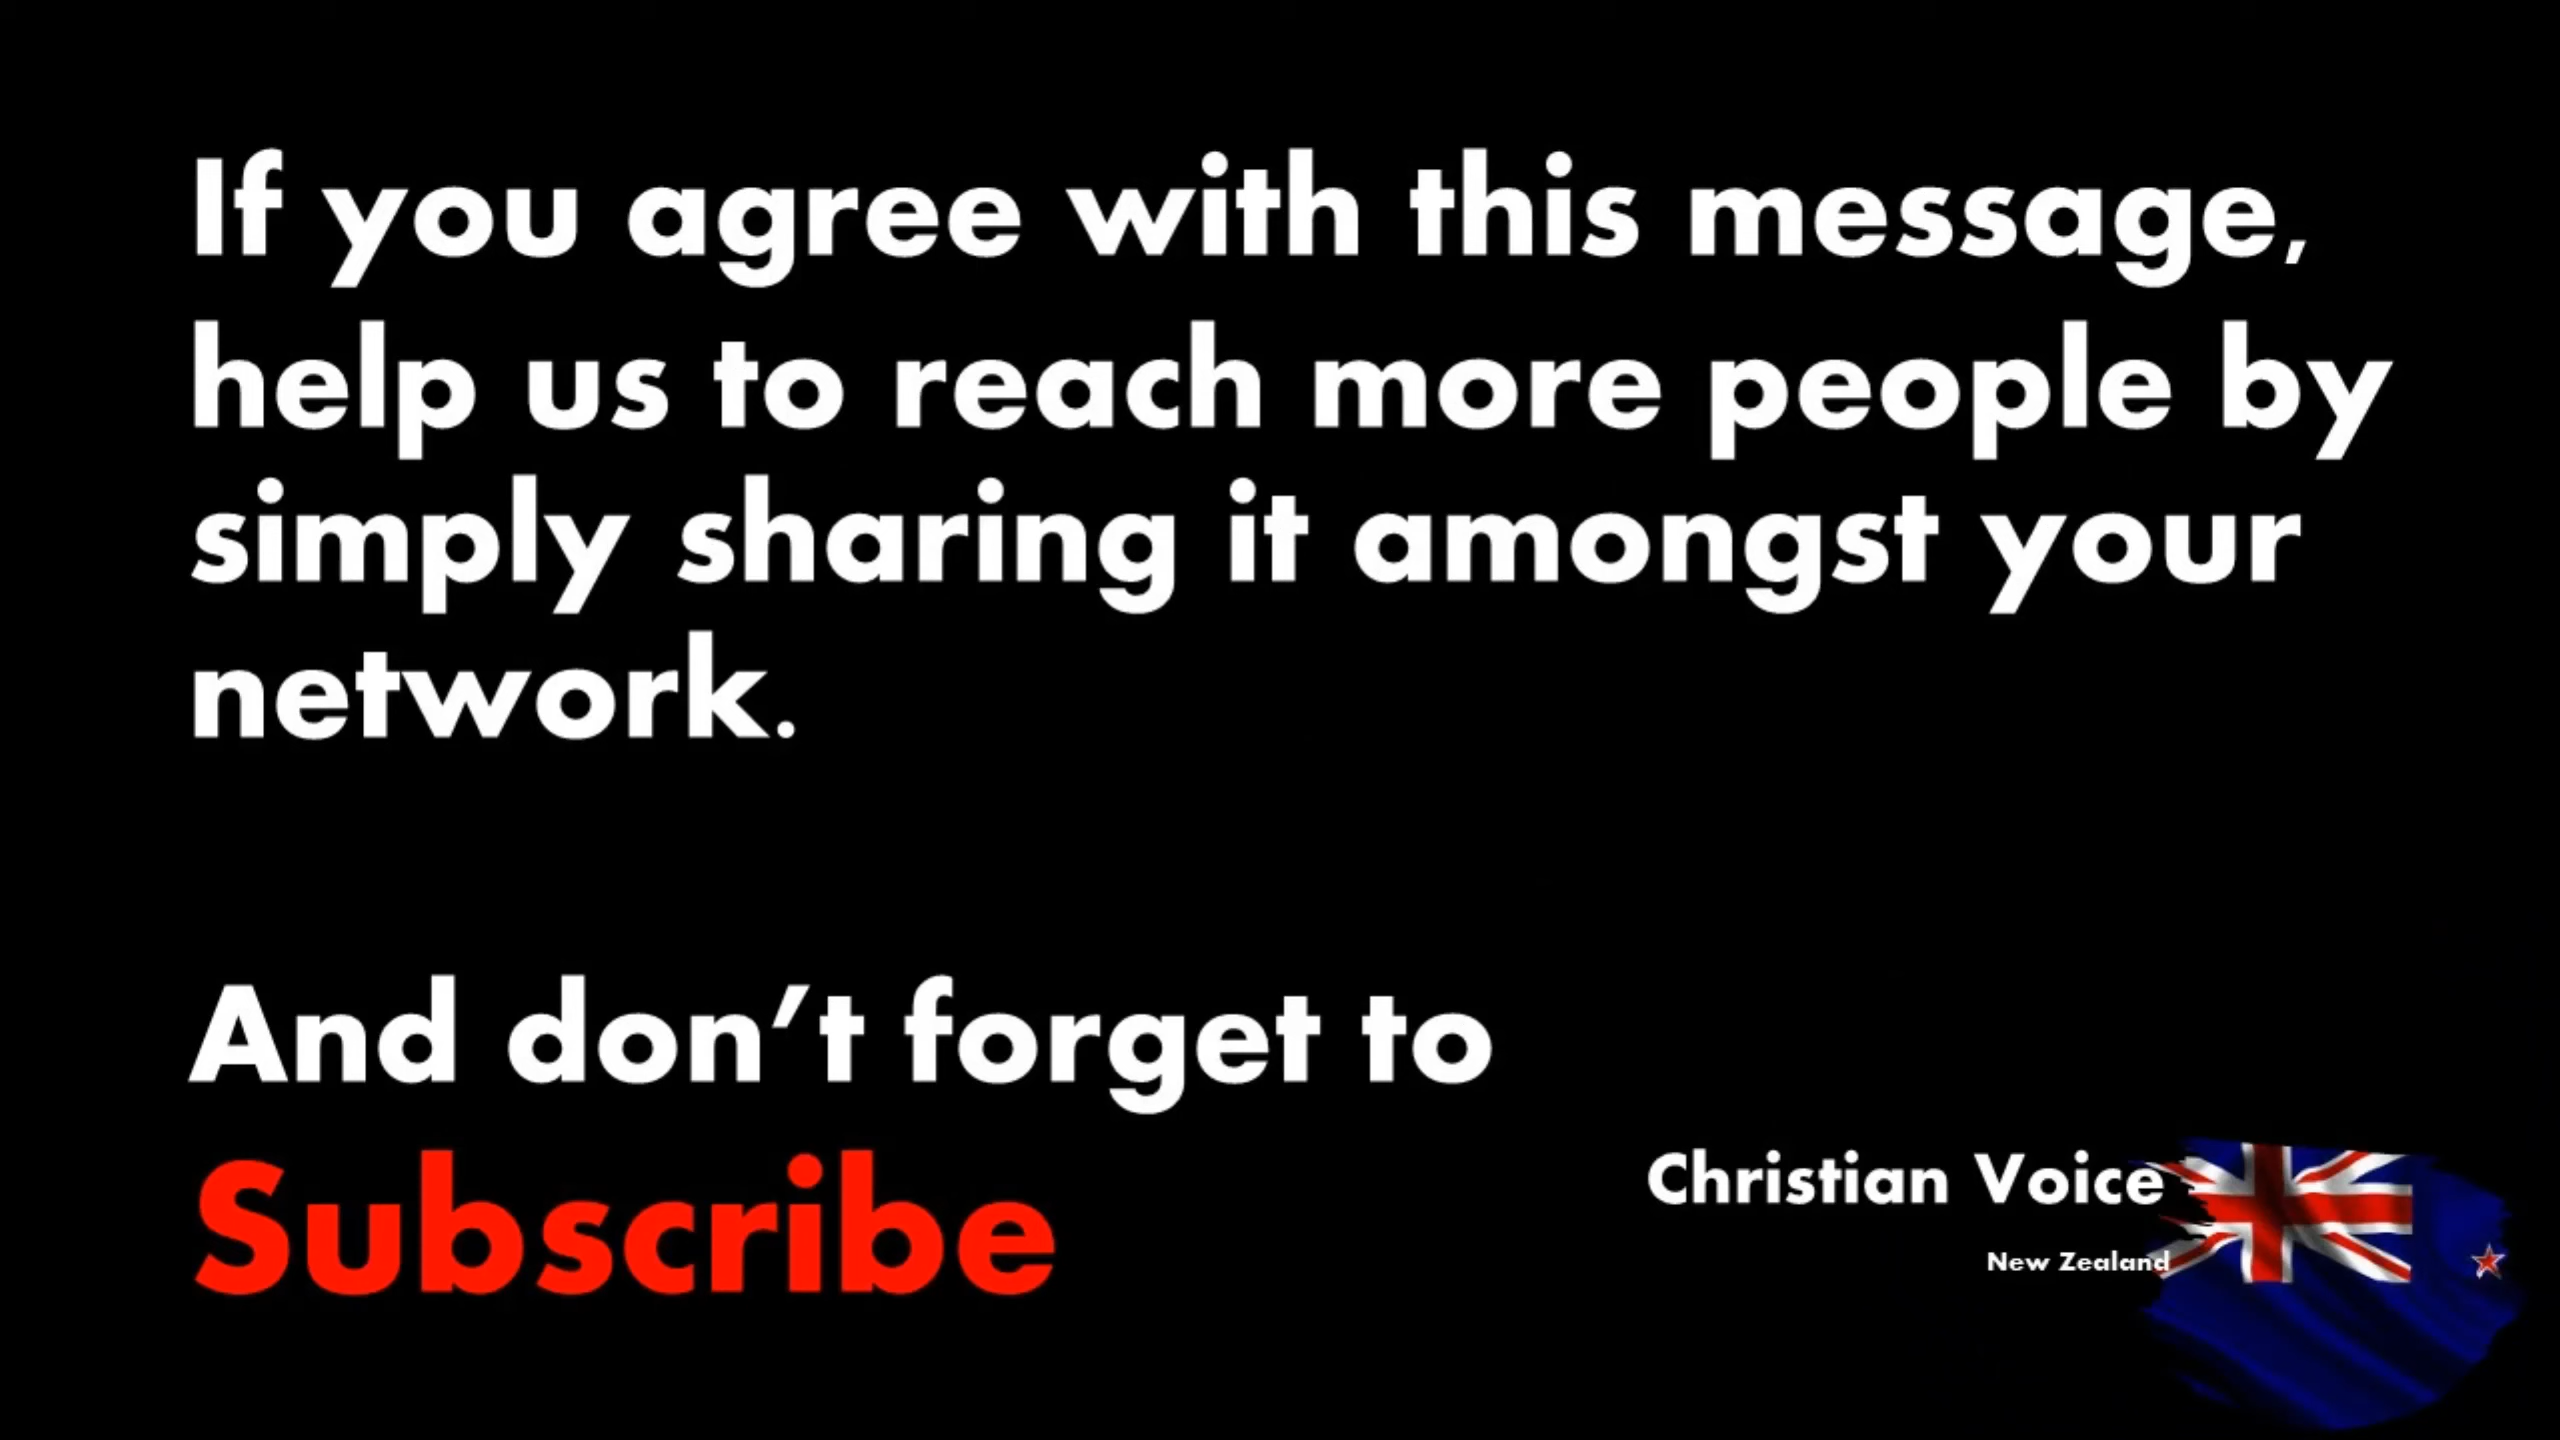 If you agree with this message,
help us to reach more people by
simply sharing it amongst your
network.
And don’t forget to
Subscribe
Christian Voice
New Zealand